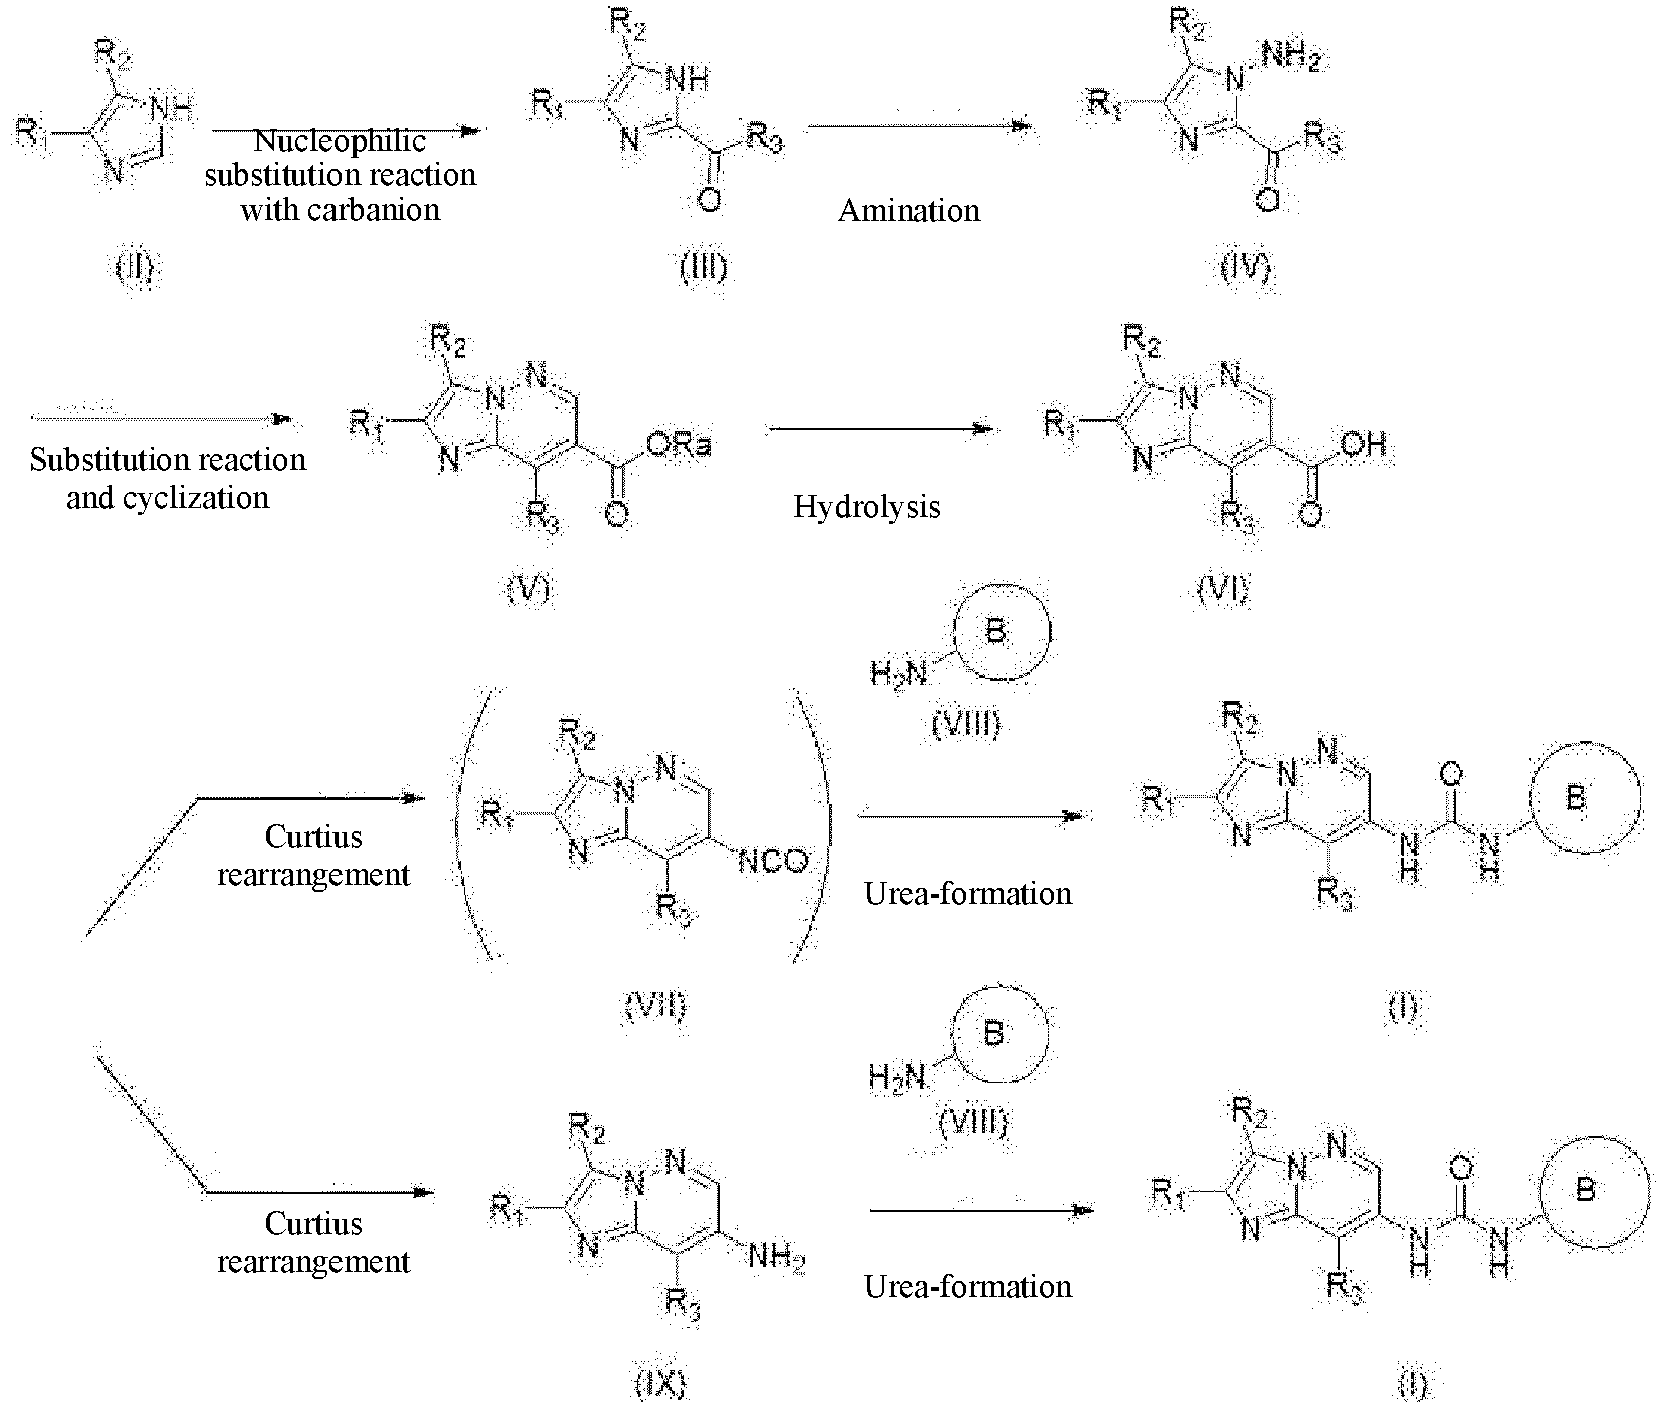 R2
R1
NH
N
Nucleophilic
substitution reaction
with carbanion
(II)
R2
R1
NH
N
R3
O
(III)
Amination
R2
R1
N
NH2
N
R3
O
(IV)
Substitution reaction
and cyclization
R2
R1
N
N
N
ORa
O
R3
(V)
Hydrolysis
R2
R1
N
N
N
OH
O
R3
(VI)
B
H2N
(VIII)
Curtius
rearrangement
R2
R1
N
N
N
NCO
R3
(VII)
Urea-formation
R2
R1
N
N
N
O
N
H
N
H
B
R3
(I)
B
H2N
(VIII)
Curtius
rearrangement
R2
R1
N
N
N
NH2
R3
(IX)
Urea-formation
R2
R1
N
N
N
O
N
H
N
H
B
R3
(I)